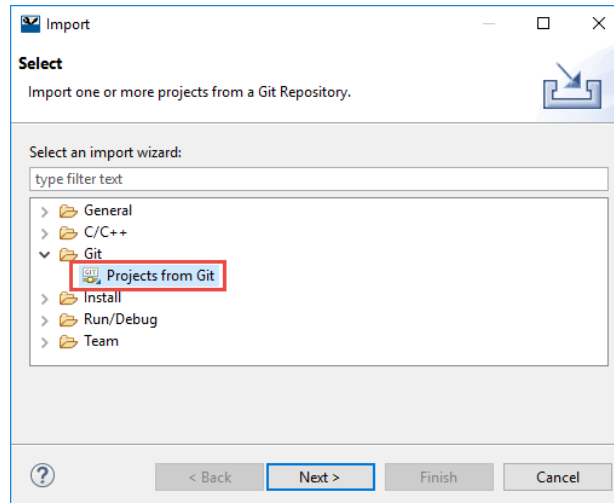 Import
Select
Import one or more projects from a Git Repository.
Select an import wizard:
type filter text
General
C/C++
Git
GIT Projects from Git
Install
Run/Debug
Team
? < Back Next > Finish Cancel